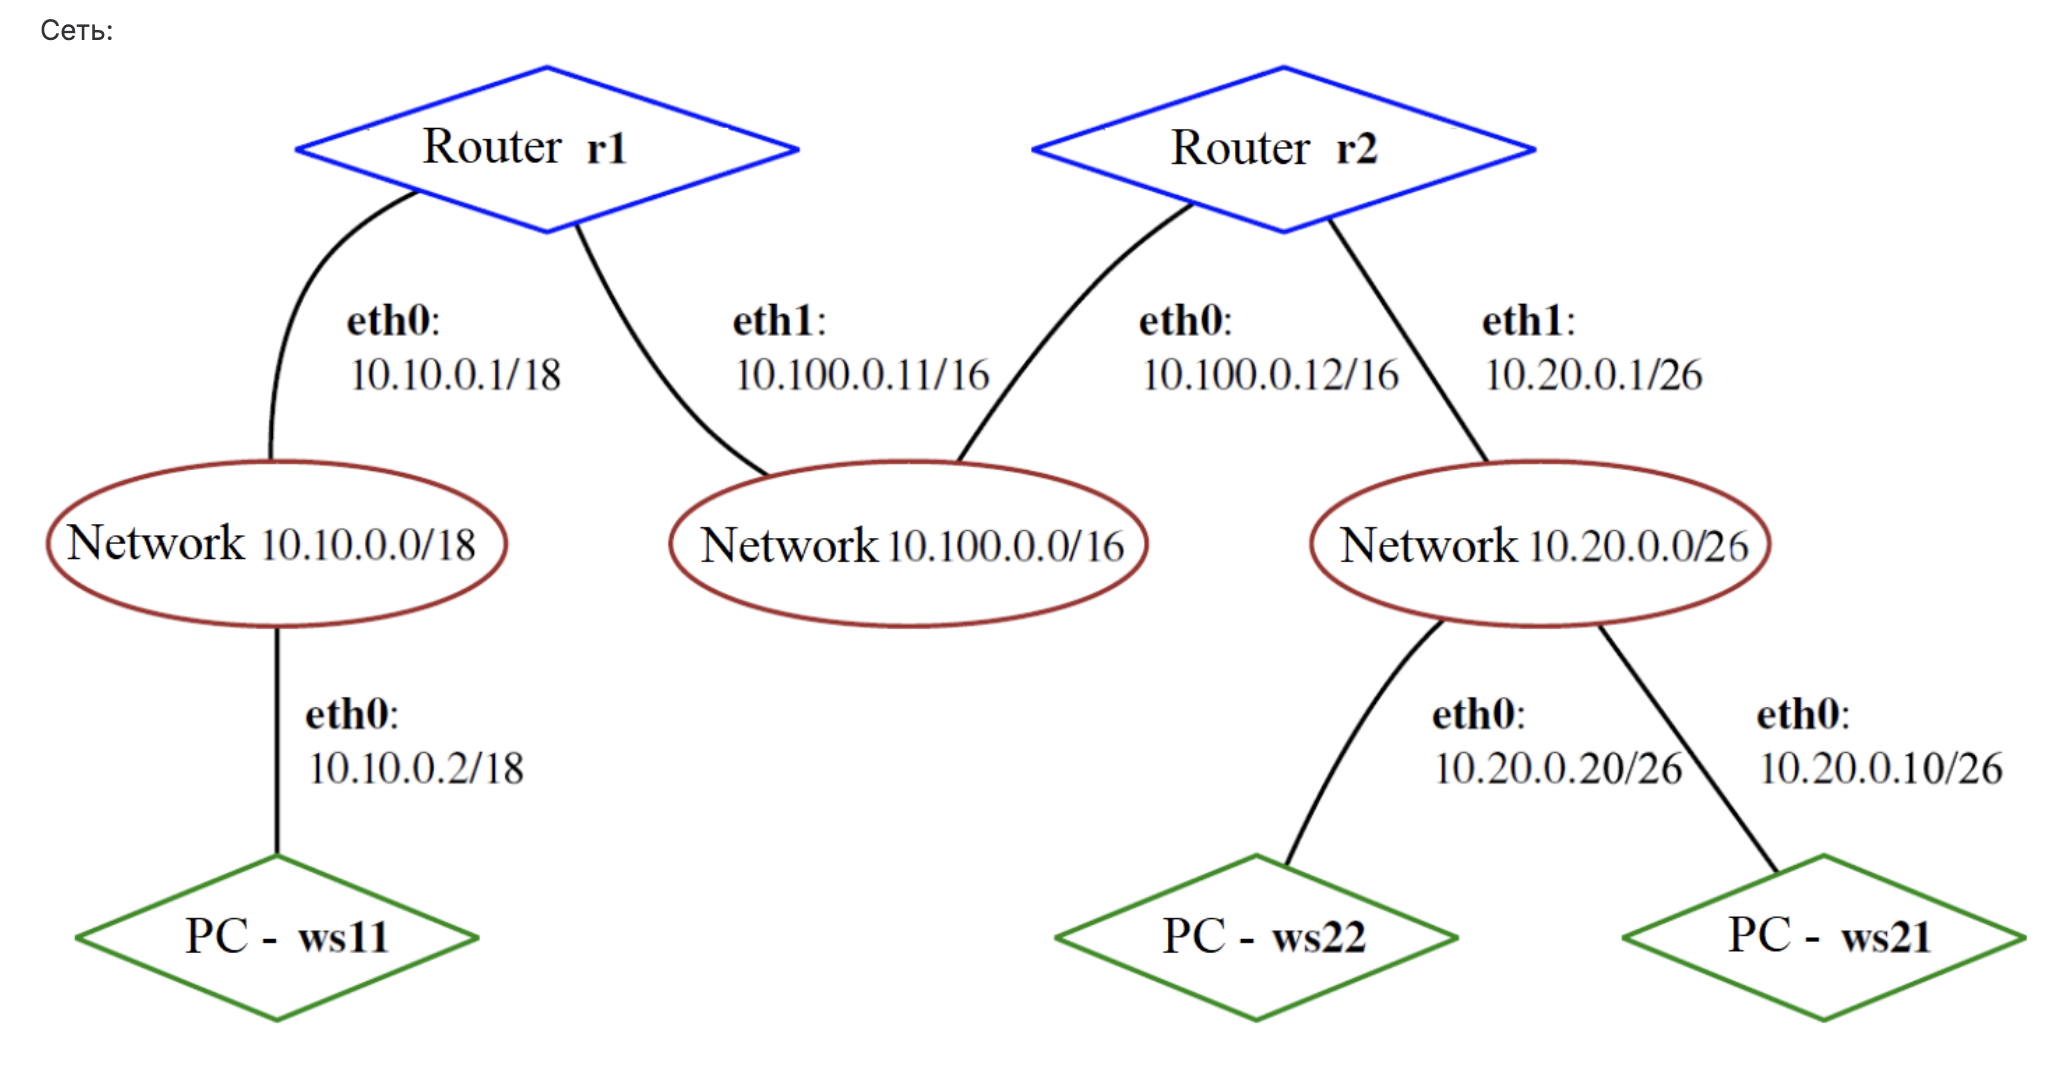 Сеть:
Router r1
Router r2
eth0:
10.10.0.1/18
eth1:
10.100.0.11/16
eth0:
10.100.0.12/16
eth1:
10.20.0.1/26
Network 10.10.0.0/18
Network 10.100.0.0/16
Network 10.20.0.0/26
eth0:
10.10.0.2/18
eth0:
10.20.0.20/26
eth0:
10.20.0.10/26
PC - ws11
PC - ws22
PC - ws21